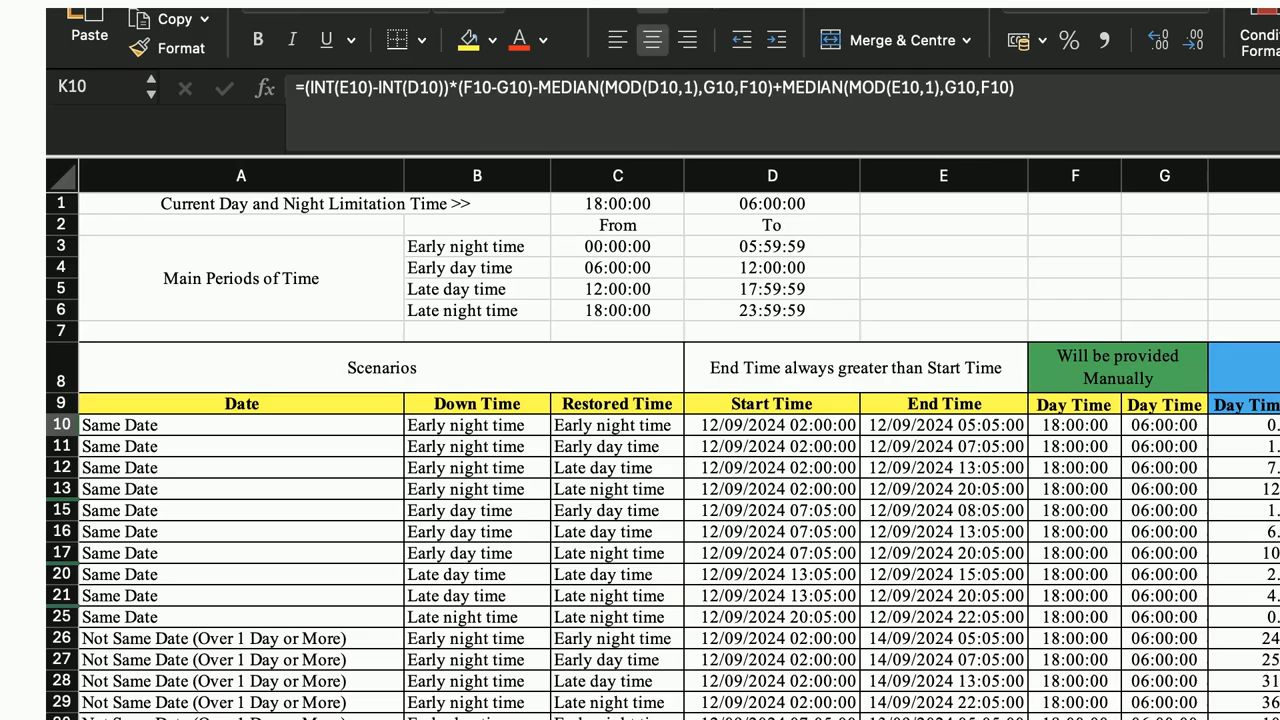 Paste
Copy
Format
B I U
A
Merge & Centre
%
.00
.00
Condi
Forma
K10
fx =(INT(E10)-INT(D10))*(F10-G10)-MEDIAN(MOD(D10,1),G10,F10)+MEDIAN(MOD(E10,1),G10,F10)
A B C D E F G
1 Current Day and Night Limitation Time >> 18:00:00 06:00:00
2 From To
3 Early night time 00:00:00 05:59:59
4 Early day time 06:00:00 12:00:00
Main Periods of Time
5 Late day time 12:00:00 17:59:59
6 Late night time 18:00:00 23:59:59
7
8 Scenarios End Time always greater than Start Time Will be provided
Manually
9 Date Down Time Restored Time Start Time End Time Day Time Day Time Day Tim
10 Same Date Early night time Early night time 12/09/2024 02:00:00 12/09/2024 05:05:00 18:00:00 06:00:00 0.
11 Same Date Early night time Early day time 12/09/2024 02:00:00 12/09/2024 07:05:00 18:00:00 06:00:00 1.
12 Same Date Early night time Late day time 12/09/2024 02:00:00 12/09/2024 13:05:00 18:00:00 06:00:00 7.
13 Same Date Early night time Late night time 12/09/2024 02:00:00 12/09/2024 20:05:00 18:00:00 06:00:00 12
15 Same Date Early day time Early day time 12/09/2024 07:05:00 12/09/2024 08:05:00 18:00:00 06:00:00 1.
16 Same Date Early day time Late day time 12/09/2024 07:05:00 12/09/2024 13:05:00 18:00:00 06:00:00 6.
17 Same Date Early day time Late night time 12/09/2024 07:05:00 12/09/2024 20:05:00 18:00:00 06:00:00 10
20 Same Date Late day time Late day time 12/09/2024 13:05:00 12/09/2024 15:05:00 18:00:00 06:00:00 2.
21 Same Date Late day time Late night time 12/09/2024 13:05:00 12/09/2024 20:05:00 18:00:00 06:00:00 4.
25 Same Date Late night time Late night time 12/09/2024 20:05:00 12/09/2024 22:05:00 18:00:00 06:00:00 0.
26 Not Same Date (Over 1 Day or More) Early night time Early night time 12/09/2024 02:00:00 14/09/2024 05:05:00 18:00:00 06:00:00 24
27 Not Same Date (Over 1 Day or More) Early night time Early day time 12/09/2024 02:00:00 14/09/2024 07:05:00 18:00:00 06:00:00 25
28 Not Same Date (Over 1 Day or More) Early night time Late day time 12/09/2024 02:00:00 14/09/2024 13:05:00 18:00:00 06:00:00 31
29 Not Same Date (Over 1 Day or More) Early night time Late night time 12/09/2024 02:00:00 14/09/2024 22:05:00 18:00:00 06:00:00 36